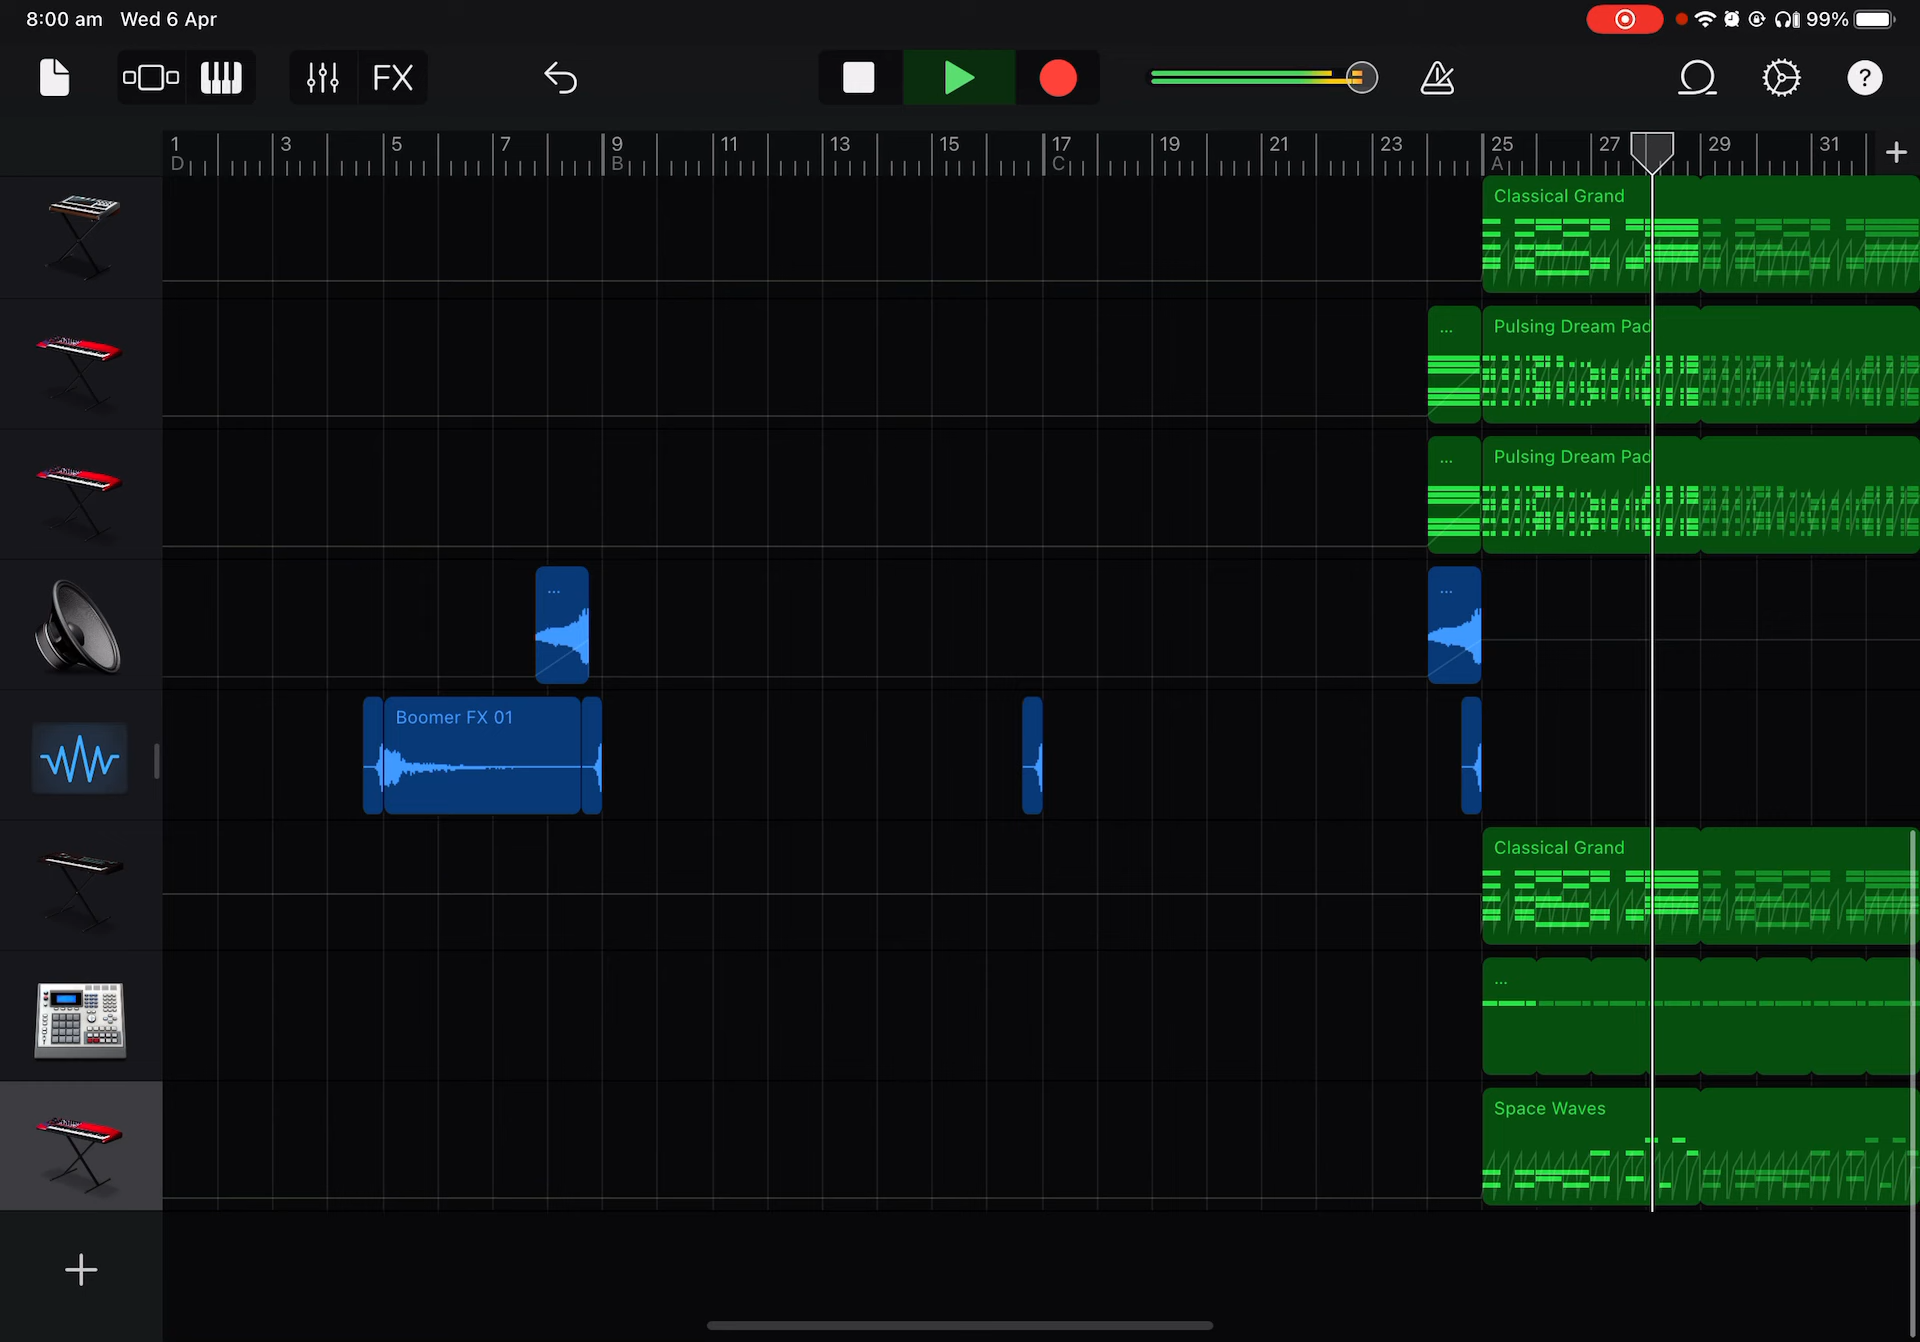 8:00 am Wed 6 Apr 99%
FX ?
1 3 5 7 9 11 13 15 17 19 21 23 25 27 29 31 +
D B C A
Classical Grand
... Pulsing Dream Pad
... Pulsing Dream Pad
... ...
Boomer FX 01
Classical Grand
...
Space Waves
+